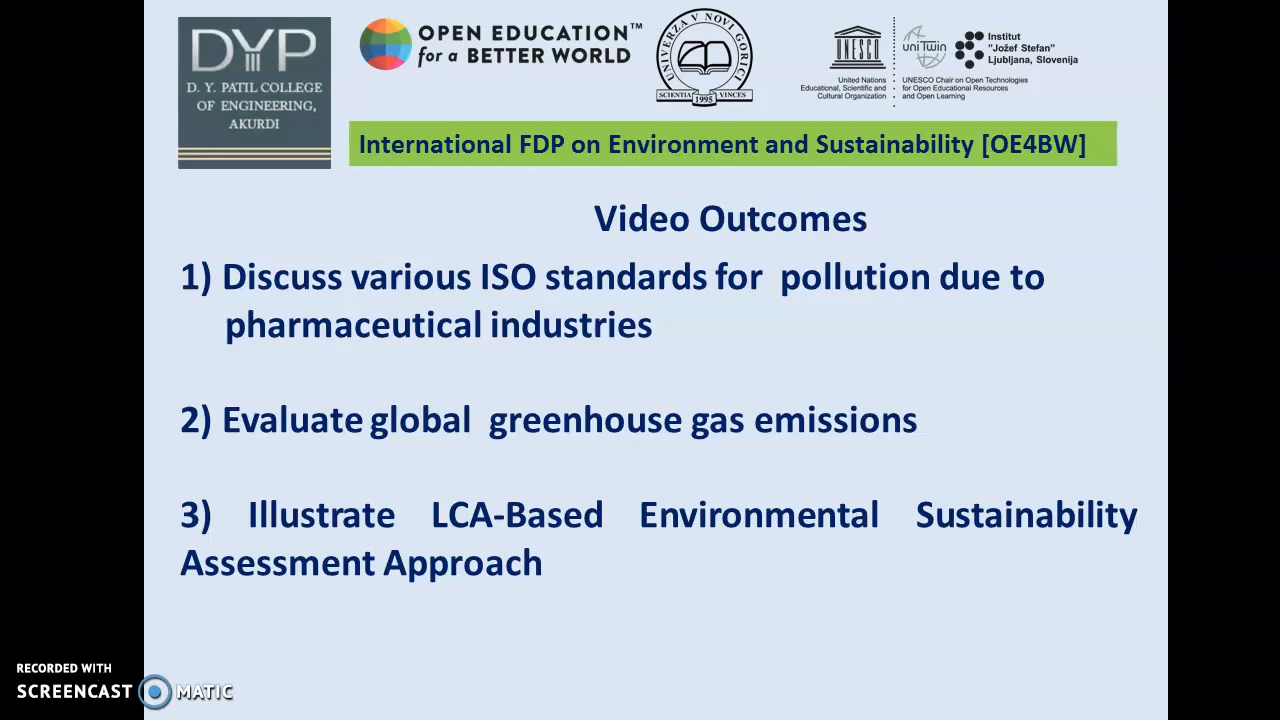 DYP
D. Y. PATIL COLLEGE
OF ENGINEERING,
AKURDI
OPEN EDUCATION™
for a BETTER WORLD
UNIVERZA V NOVI GORICI
SCIENTIA VINCES
1995
UNESCO
United Nations
Educational, Scientific and
Cultural Organization
uniTwin
Institut
"Jožef Stefan"
Ljubljana, Slovenija
UNESCO Chair on Open Technologies
for Open Educational Resources
and Open Learning
International FDP on Environment and Sustainability [OE4BW]
Video Outcomes
1) Discuss various ISO standards for pollution due to
pharmaceutical industries
2) Evaluate global greenhouse gas emissions
3) Illustrate LCA-Based Environmental Sustainability
Assessment Approach
RECORDED WITH
SCREENCAST MATIC